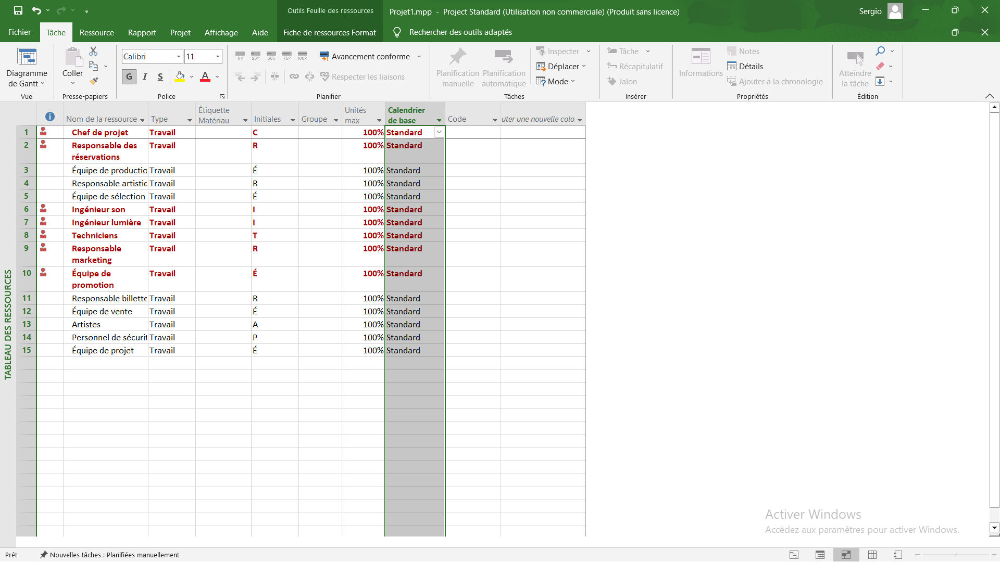 Outils Feuille des ressources
Projet1.mpp - Project Standard (Utilisation non commerciale) (Produit sans licence)
Sergio
Fichier Tâche Ressource Rapport Projet Affichage Aide Fiche de ressources Format Rechercher des outils adaptés
Diagramme de Gantt
Vue
Coller
Presse-papiers
Calibri 11
G I S A
Police
0% 25% 50% 75% 100%
Avancement conforme
Respecter les liaisons
Planifier
Planification manuelle
Planification automatique
Inspecter
Déplacer
Mode
Tâches
Tâche
Récapitulatif
Jalon
Insérer
Informations
Notes
Détails
Ajouter à la chronologie
Propriétés
Atteindre la tâche
Édition
Nom de la ressource Type Étiquette Matériau Initiales Groupe Unités max Calendrier de base Code uter une nouvelle colo
1 Chef de projet Travail C 100% Standard
2 Responsable des réservations Travail R 100% Standard
3 Équipe de productio Travail É 100% Standard
4 Responsable artistic Travail R 100% Standard
5 Équipe de sélection Travail É 100% Standard
6 Ingénieur son Travail I 100% Standard
7 Ingénieur lumière Travail I 100% Standard
8 Techniciens Travail T 100% Standard
9 Responsable marketing Travail R 100% Standard
10 Équipe de promotion Travail É 100% Standard
11 Responsable billette Travail R 100% Standard
12 Équipe de vente Travail É 100% Standard
13 Artistes Travail A 100% Standard
14 Personnel de sécurit Travail P 100% Standard
15 Équipe de projet Travail É 100% Standard
TABLEAU DES RESSOURCES
Activer Windows
Accédez aux paramètres pour activer Windows.
Prêt
Nouvelles tâches : Planifiées manuellement